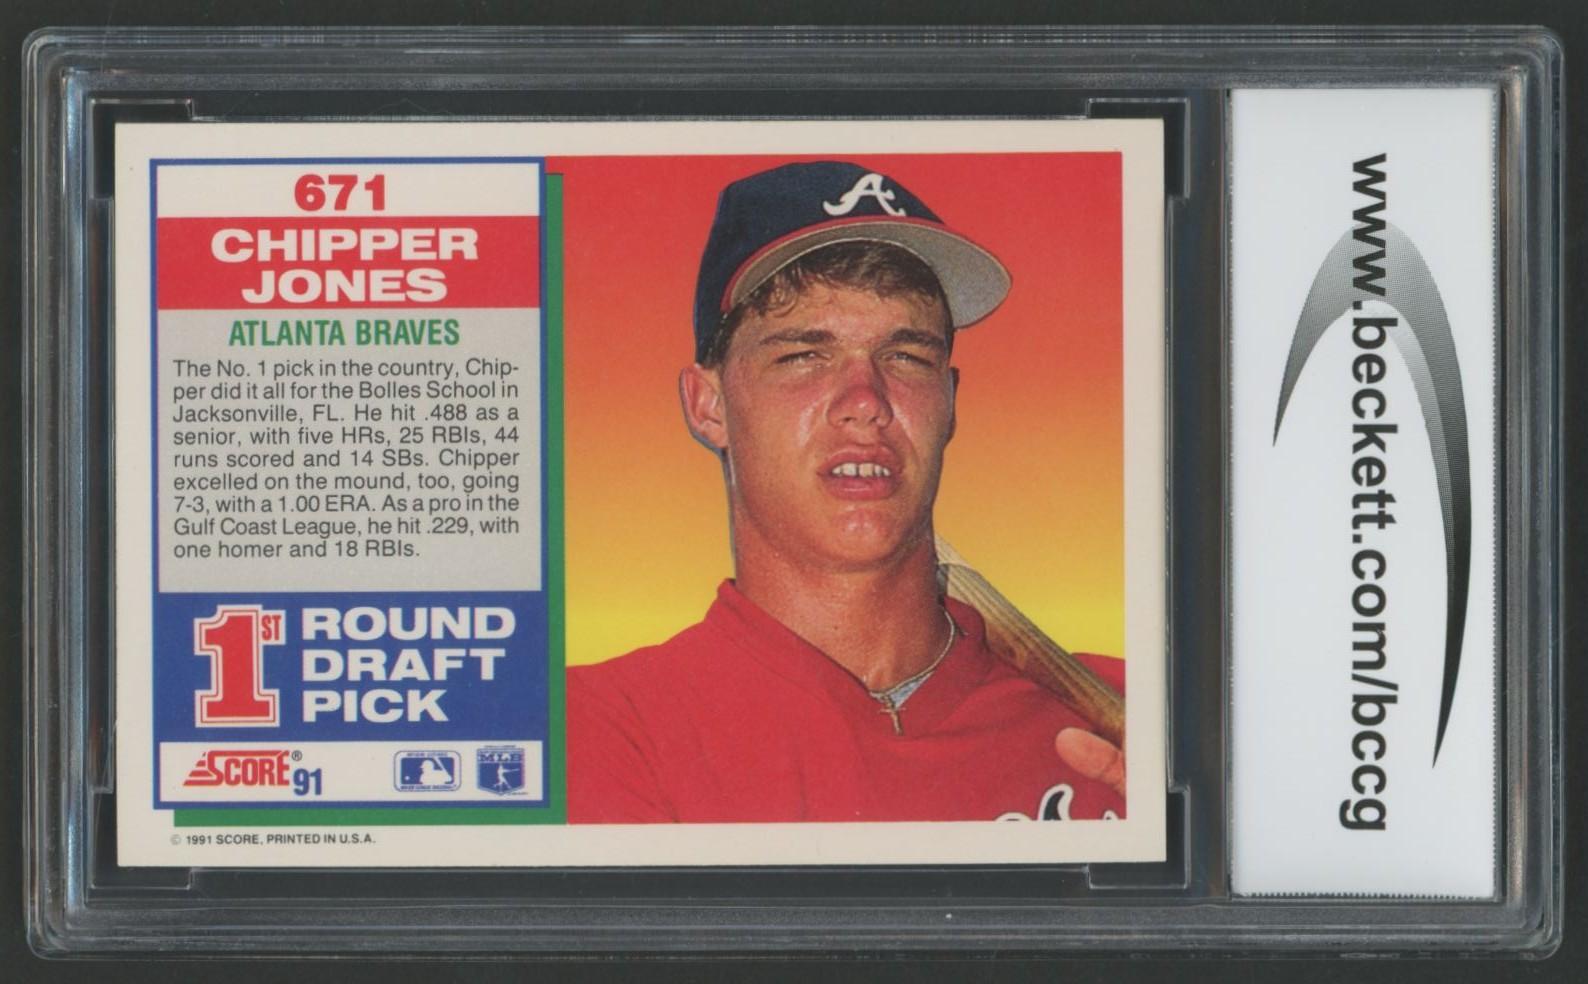 671
CHIPPER
JONES
ATLANTA BRAVES
The No. 1 pick in the country, Chip-
per did it all for the Bolles School in
Jacksonville, FL. He hit .488 as a
senior, with five HRs, 25 RBIs, 44
runs scored and 14 SBs. Chipper
excelled on the mound, too, going
7-3, with a 1.00 ERA. As a pro in the
Gulf Coast League, he hit .229, with
one homer and 18 RBIs.
1ST
ROUND
DRAFT
PICK
SCORE® 91
MLB
© 1991 SCORE, PRINTED IN U.S.A.
A
www.beckett.com/bccg